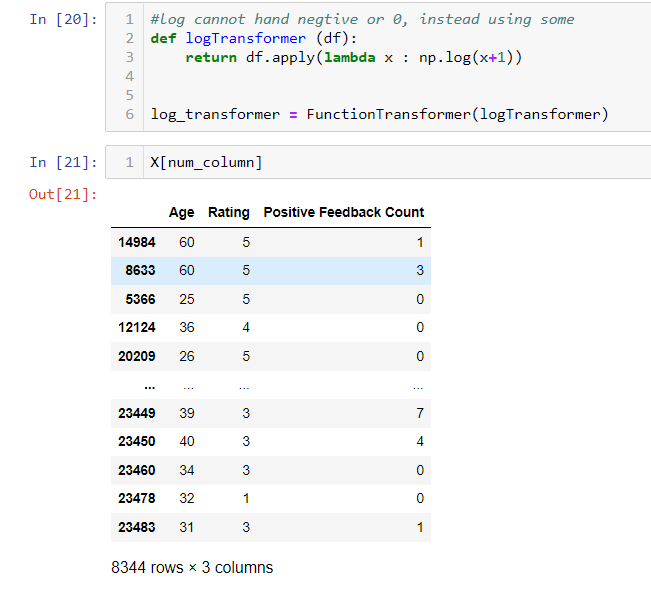 In [20]:
1 #log cannot hand negtive or 0, instead using some
2 def logTransformer (df):
3     return df.apply(lambda x : np.log(x+1))
4
5
6 log_transformer = FunctionTransformer(logTransformer)
In [21]:
1 X[num_column]
Out[21]:
Age Rating Positive Feedback Count
14984 60 5 1
8633 60 5 3
5366 25 5 0
12124 36 4 0
20209 26 5 0
... ... ... ...
23449 39 3 7
23450 40 3 4
23460 34 3 0
23478 32 1 0
23483 31 3 1
8344 rows × 3 columns